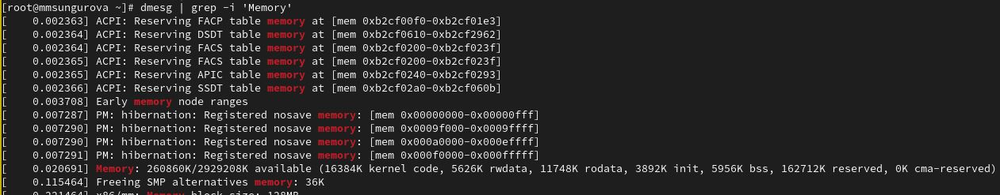 [root@mmsungurova ~]# dmesg | grep -i 'Memory'
[    0.002363] ACPI: Reserving FACP table memory at [mem 0xb2cf00f0-0xb2cf01e3]
[    0.002364] ACPI: Reserving DSDT table memory at [mem 0xb2cf0610-0xb2cf2962]
[    0.002364] ACPI: Reserving FACS table memory at [mem 0xb2cf0200-0xb2cf023f]
[    0.002365] ACPI: Reserving FACS table memory at [mem 0xb2cf0200-0xb2cf023f]
[    0.002365] ACPI: Reserving APIC table memory at [mem 0xb2cf0240-0xb2cf0293]
[    0.002366] ACPI: Reserving SSDT table memory at [mem 0xb2cf02a0-0xb2cf060b]
[    0.003708] Early memory node ranges
[    0.007287] PM: hibernation: Registered nosave memory: [mem 0x00000000-0x00000fff]
[    0.007290] PM: hibernation: Registered nosave memory: [mem 0x0009f000-0x0009ffff]
[    0.007290] PM: hibernation: Registered nosave memory: [mem 0x000a0000-0x000effff]
[    0.007291] PM: hibernation: Registered nosave memory: [mem 0x000f0000-0x000fffff]
[    0.020691] Memory: 260860K/2929208K available (16384K kernel code, 5626K rwdata, 11748K rodata, 3892K init, 5956K bss, 162712K reserved, 0K cma-reserved)
[    0.115464] Freeing SMP alternatives memory: 36K
[    0.221464] x86/mm: Memory block size: 128MB